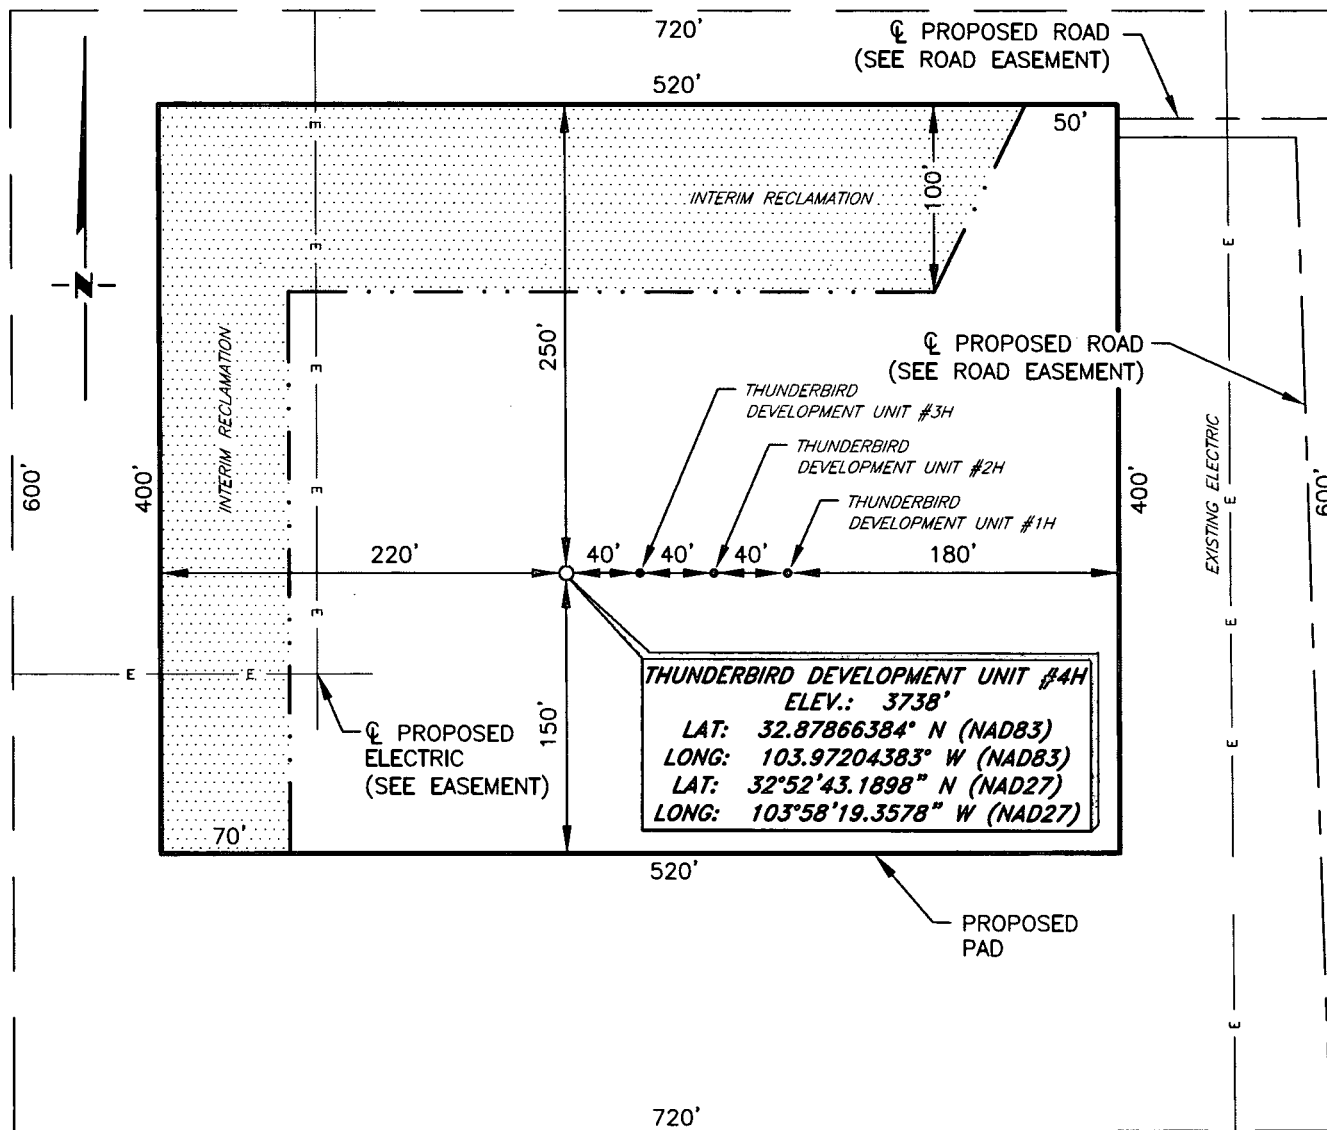 720'
℄ PROPOSED ROAD
(SEE ROAD EASEMENT)
520'
50'
E
INTERIM RECLAMATION
100'
E
E
N
250'
℄ PROPOSED ROAD
(SEE ROAD EASEMENT)
INTERIM RECLAMATION
E
THUNDERBIRD
DEVELOPMENT UNIT #3H
THUNDERBIRD
DEVELOPMENT UNIT #2H
EXISTING ELECTRIC
600'
400'
E
THUNDERBIRD
DEVELOPMENT UNIT #1H
400'
E
600'
220'
40'
40'
40'
180'
E
E
E
E
THUNDERBIRD DEVELOPMENT UNIT #4H
ELEV.: 3738'
LAT: 32.87866384° N (NAD83)
LONG: 103.97204383° W (NAD83)
LAT: 32°52'43.1898" N (NAD27)
LONG: 103°58'19.3578" W (NAD27)
150'
℄ PROPOSED
ELECTRIC
(SEE EASEMENT)
E
70'
520'
PROPOSED
PAD
E
720'